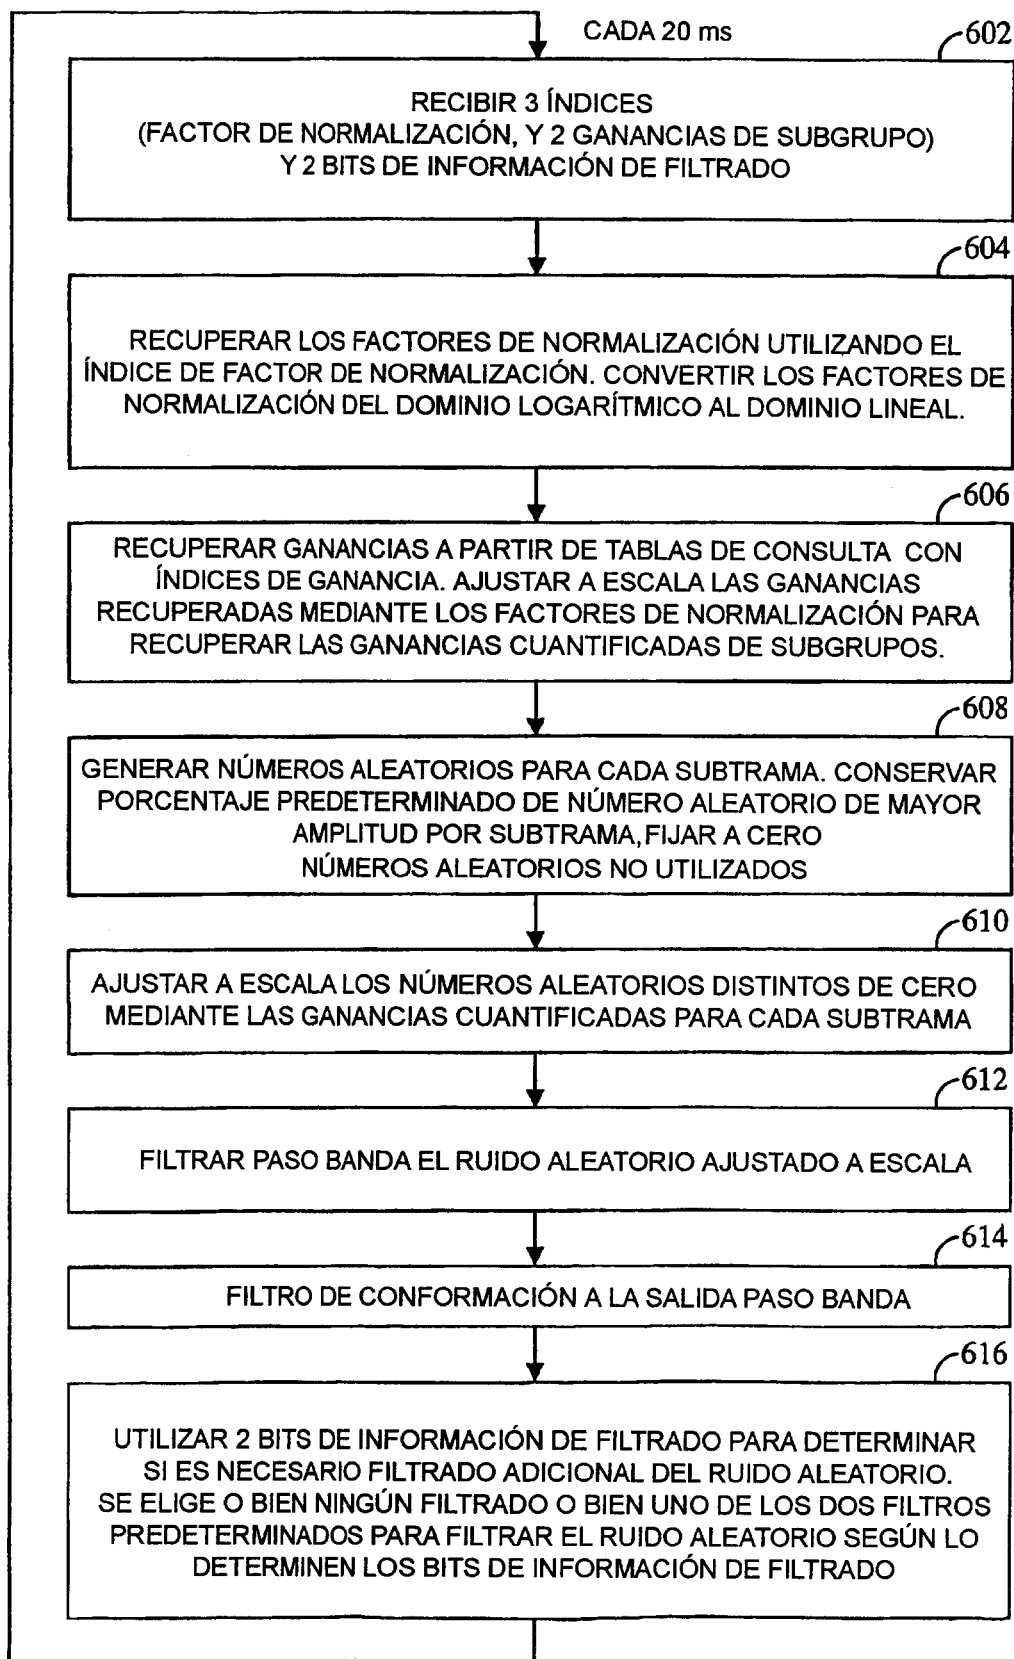 CADA 20 ms
602
RECIBIR 3 ÍNDICES
(FACTOR DE NORMALIZACIÓN, Y 2 GANANCIAS DE SUBGRUPO)
Y 2 BITS DE INFORMACIÓN DE FILTRADO
604
RECUPERAR LOS FACTORES DE NORMALIZACIÓN UTILIZANDO EL
ÍNDICE DE FACTOR DE NORMALIZACIÓN. CONVERTIR LOS FACTORES DE
NORMALIZACIÓN DEL DOMINIO LOGARÍTMICO AL DOMINIO LINEAL.
606
RECUPERAR GANANCIAS A PARTIR DE TABLAS DE CONSULTA CON
ÍNDICES DE GANANCIA. AJUSTAR A ESCALA LAS GANANCIAS
RECUPERADAS MEDIANTE LOS FACTORES DE NORMALIZACIÓN PARA
RECUPERAR LAS GANANCIAS CUANTIFICADAS DE SUBGRUPOS.
608
GENERAR NÚMEROS ALEATORIOS PARA CADA SUBTRAMA. CONSERVAR
PORCENTAJE PREDETERMINADO DE NÚMERO ALEATORIO DE MAYOR
AMPLITUD POR SUBTRAMA, FIJAR A CERO
NÚMEROS ALEATORIOS NO UTILIZADOS
610
AJUSTAR A ESCALA LOS NÚMEROS ALEATORIOS DISTINTOS DE CERO
MEDIANTE LAS GANANCIAS CUANTIFICADAS PARA CADA SUBTRAMA
612
FILTRAR PASO BANDA EL RUIDO ALEATORIO AJUSTADO A ESCALA
614
FILTRO DE CONFORMACIÓN A LA SALIDA PASO BANDA
616
UTILIZAR 2 BITS DE INFORMACIÓN DE FILTRADO PARA DETERMINAR
SI ES NECESARIO FILTRADO ADICIONAL DEL RUIDO ALEATORIO.
SE ELIGE O BIEN NINGÚN FILTRADO O BIEN UNO DE LOS DOS FILTROS
PREDETERMINADOS PARA FILTRAR EL RUIDO ALEATORIO SEGÚN LO
DETERMINEN LOS BITS DE INFORMACIÓN DE FILTRADO